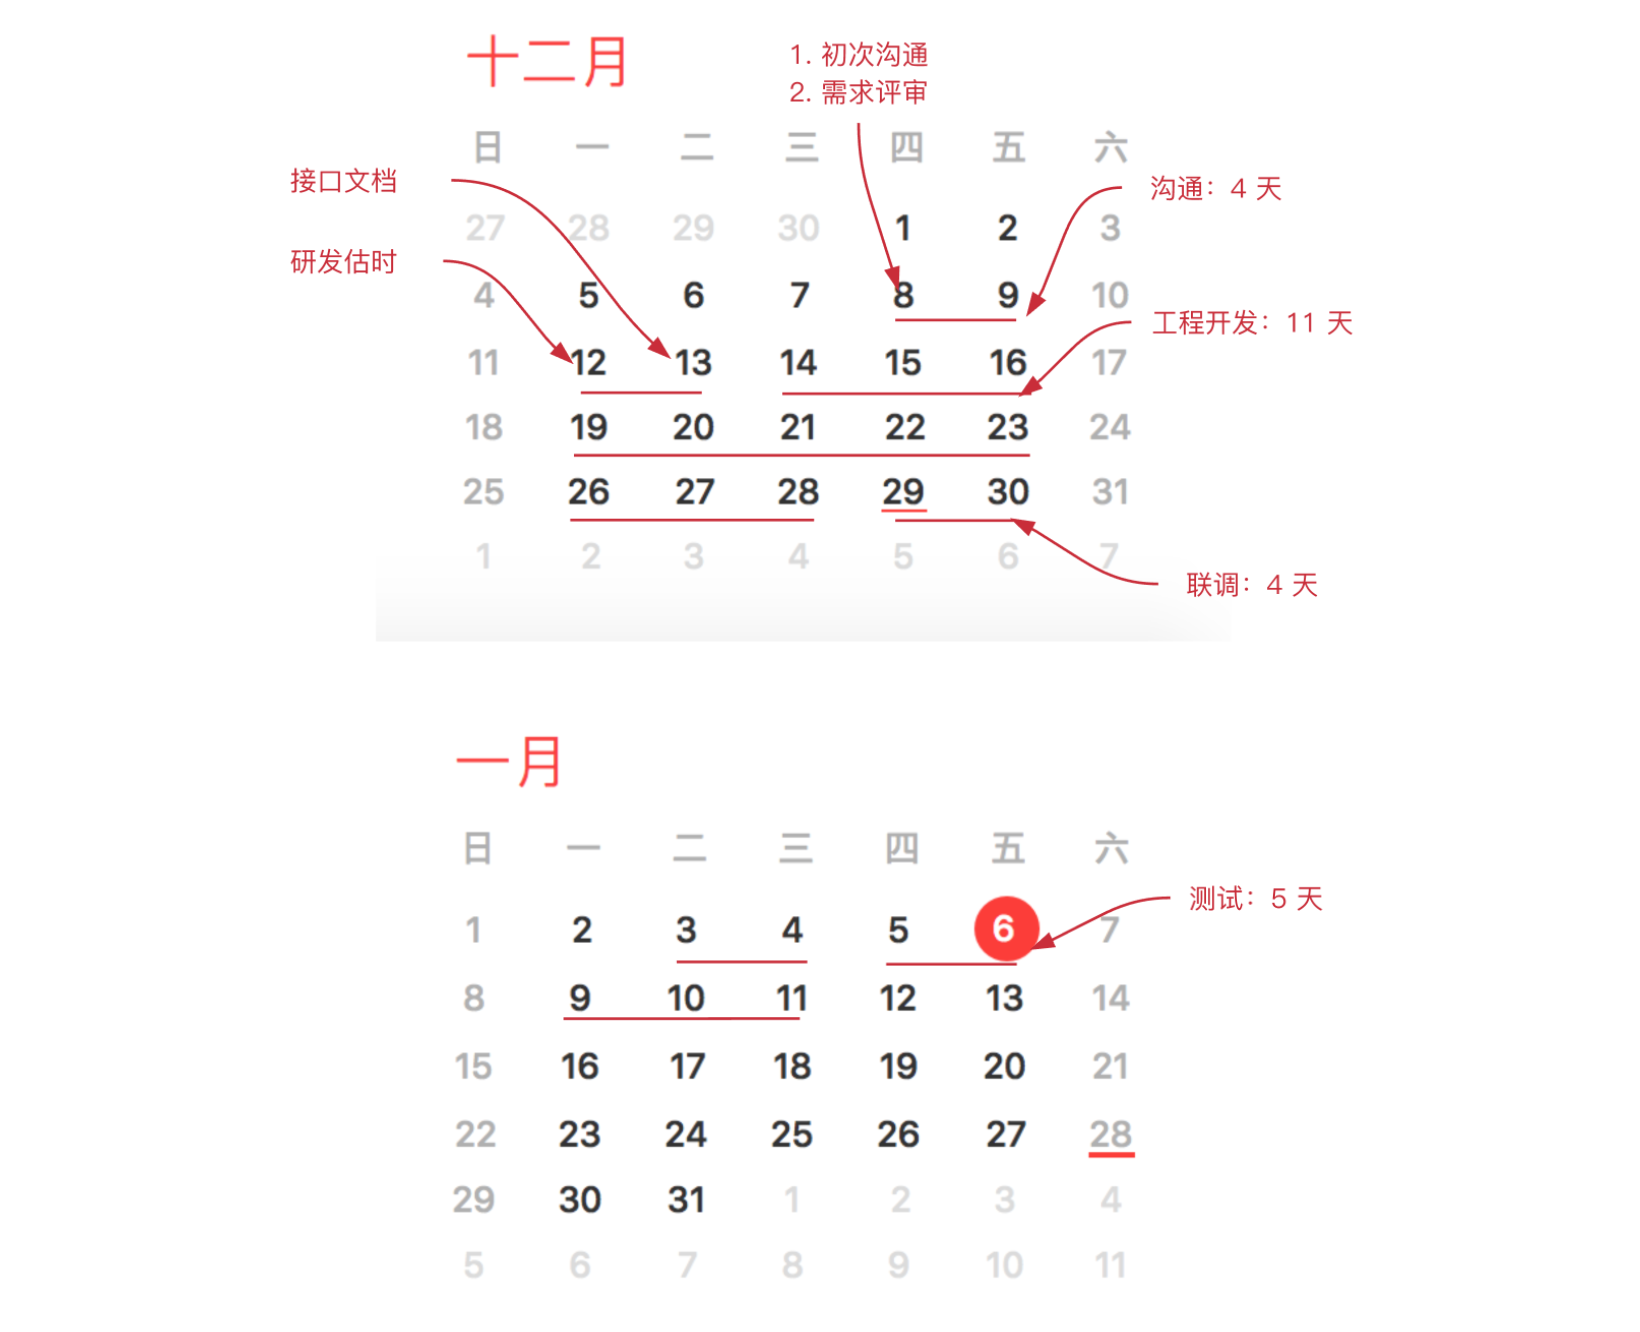 十二月
1. 初次沟通
2. 需求评审
日 一 二 三 四 五 六
接口文档
沟通：4 天
27 28 29 30 1 2 3
研发估时
4 5 6 7 8 9 10
工程开发：11 天
11 12 13 14 15 16 17
18 19 20 21 22 23 24
25 26 27 28 29 30 31
1 2 3 4 5 6 7
联调：4 天
一月
日 一 二 三 四 五 六
测试：5 天
1 2 3 4 5 6 7
8 9 10 11 12 13 14
15 16 17 18 19 20 21
22 23 24 25 26 27 28
29 30 31 1 2 3 4
5 6 7 8 9 10 11